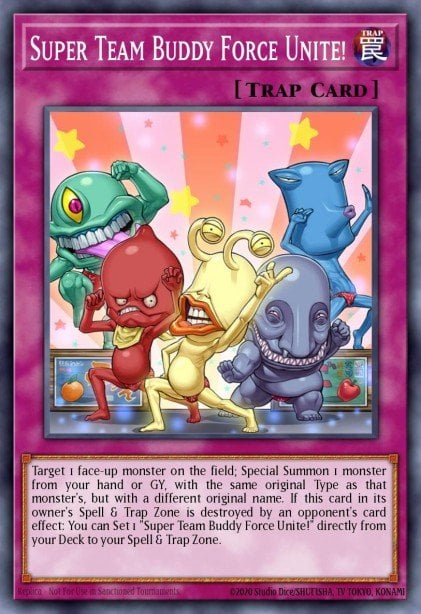 Super Team Buddy Force Unite!
TRAP
罠
[Trap Card]
Target 1 face-up monster on the field; Special Summon 1 monster
from your hand or GY, with the same original Type as that
monster's, but with a different original name. If this card in its
owner's Spell & Trap Zone is destroyed by an opponent's card
effect: You can Set 1 "Super Team Buddy Force Unite!" directly from
your Deck to your Spell & Trap Zone.
Replica - Not For Use in Sanctioned Tournaments
©2020 Studio Dice/SHUEISHA, TV TOKYO, KONAMI